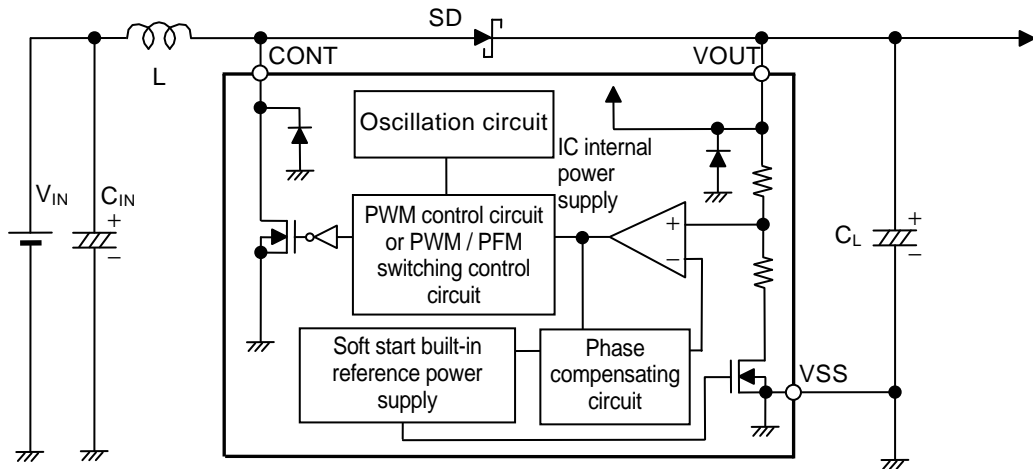 SD
CONT
VOUT
L
Oscillation circuit
IC internal
power
supply
VIN
CIN
+
−
PWM control circuit
or PWM / PFM
switching control
circuit
+
−
CL
+
−
Soft start built-in
reference power
supply
Phase
compensating
circuit
VSS